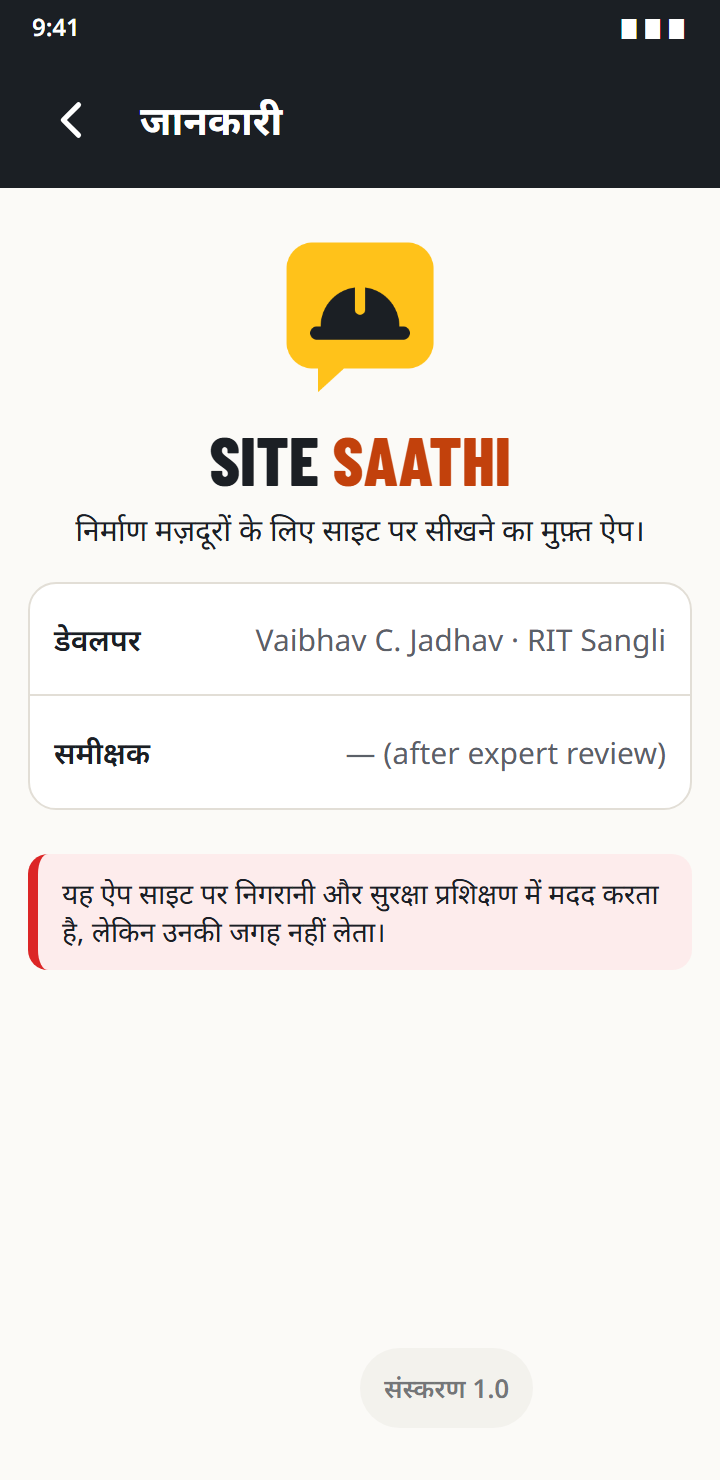 9:41
जानकारी
SITE SAATHI
निर्माण मज़दूरों के लिए साइट पर सीखने का मुफ़्त ऐप।
डेवलपर Vaibhav C. Jadhav · RIT Sangli
समीक्षक — (after expert review)
यह ऐप साइट पर निगरानी और सुरक्षा प्रशिक्षण में मदद करता
है, लेकिन उनकी जगह नहीं लेता।
संस्करण 1.0